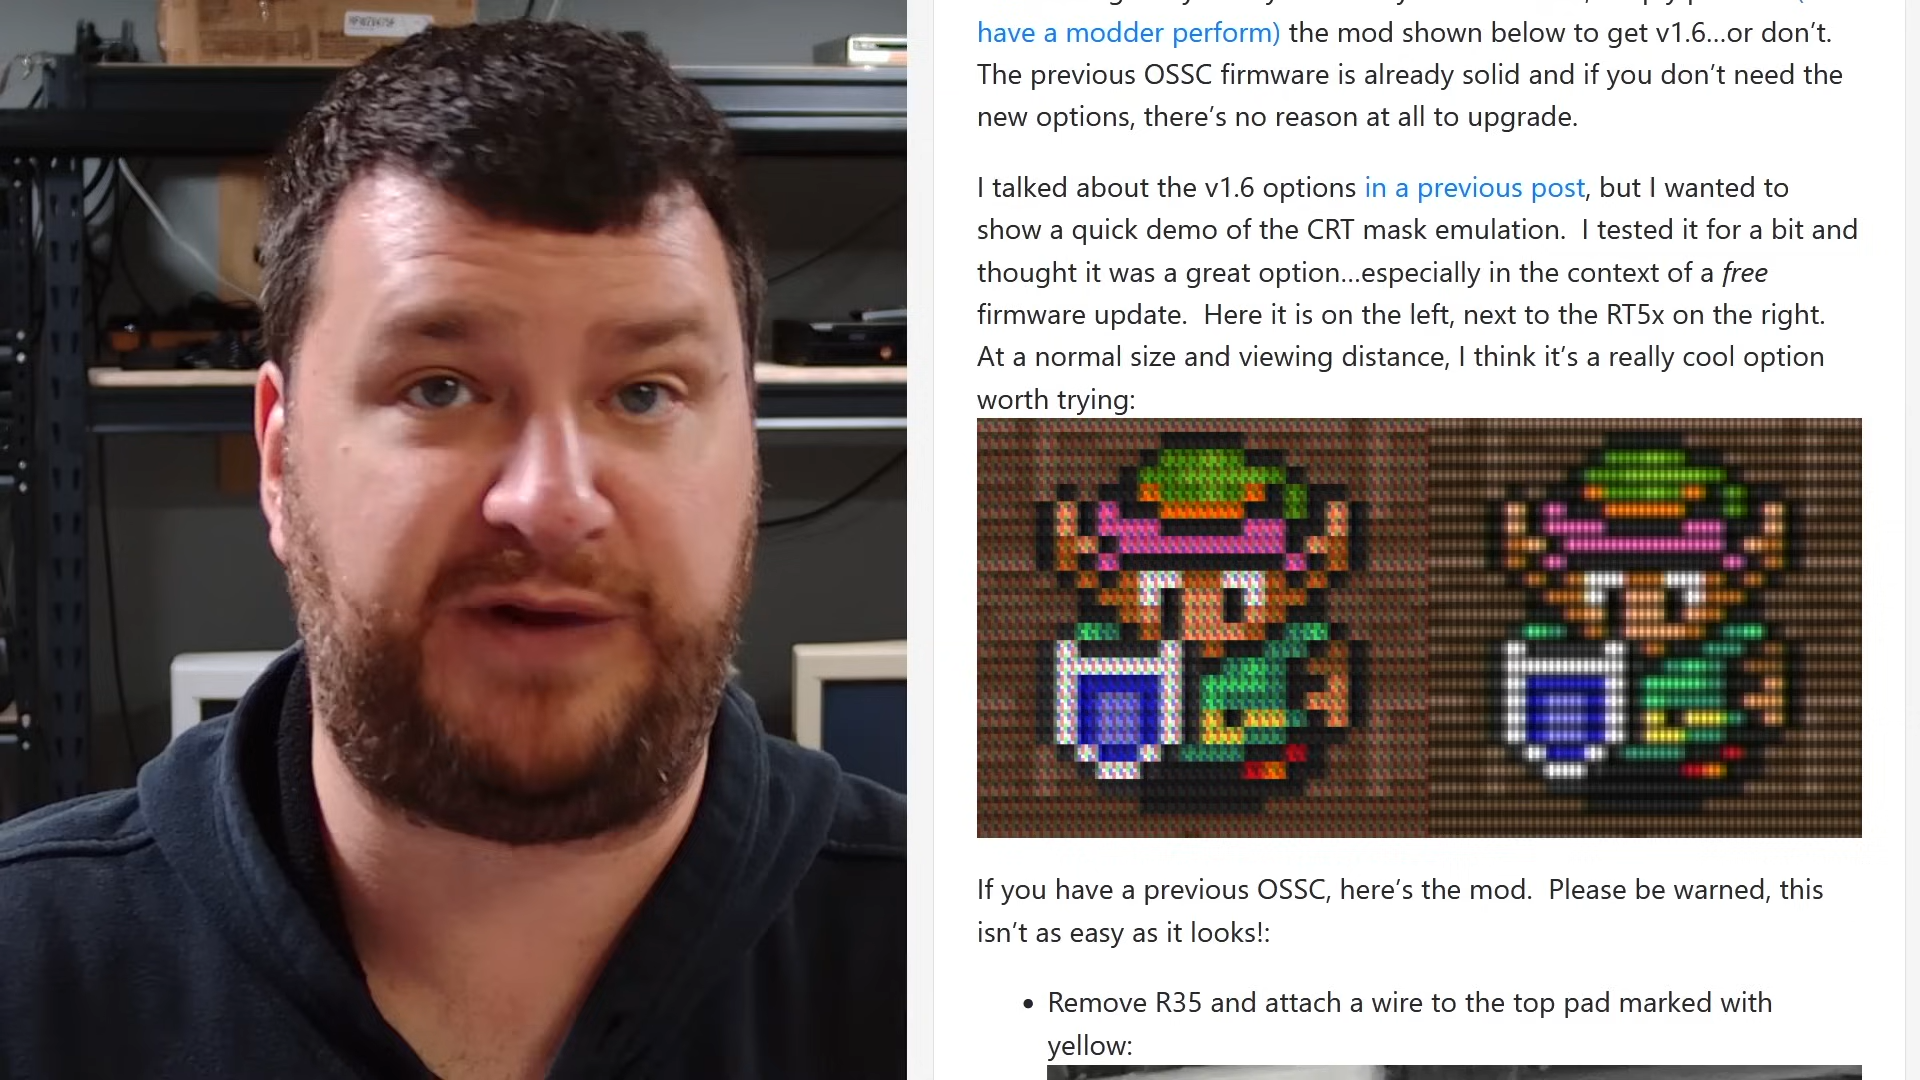 have a modder perform) the mod shown below to get v1.6…or don’t.
The previous OSSC firmware is already solid and if you don’t need the
new options, there’s no reason at all to upgrade.
I talked about the v1.6 options in a previous post, but I wanted to
show a quick demo of the CRT mask emulation.  I tested it for a bit and
thought it was a great option…especially in the context of a free
firmware update.  Here it is on the left, next to the RT5x on the right.
At a normal size and viewing distance, I think it’s a really cool option
worth trying:
If you have a previous OSSC, here’s the mod.  Please be warned, this
isn’t as easy as it looks!:
• Remove R35 and attach a wire to the top pad marked with
yellow: